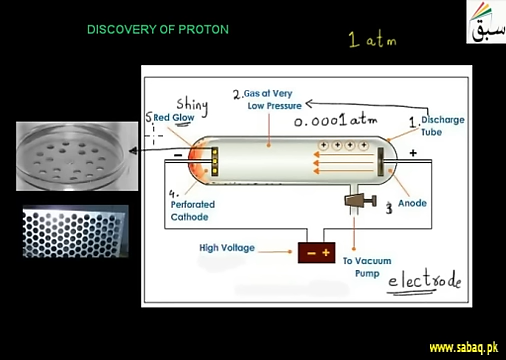 DISCOVERY OF PROTON
1 atm
سبق
Shiny
5. Red Glow
2. Gas at Very
Low Pressure
0.0001 atm
1. Discharge
Tube
−
+
4.
Perforated
Cathode
3
Anode
High Voltage
− +
To Vacuum
Pump
electrode
www.sabaq.pk